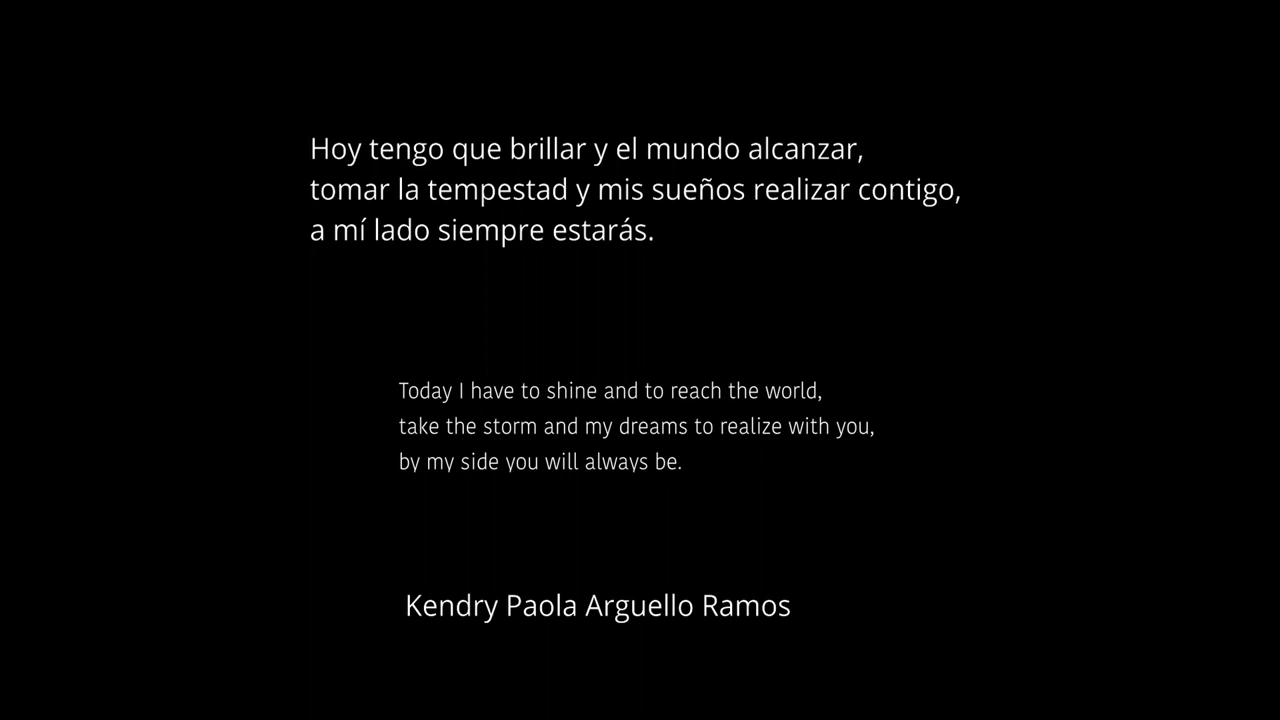 Hoy tengo que brillar y el mundo alcanzar,
tomar la tempestad y mis sueños realizar contigo,
a mí lado siempre estarás.
Today I have to shine and to reach the world,
take the storm and my dreams to realize with you,
by my side you will always be.
Kendry Paola Arguello Ramos